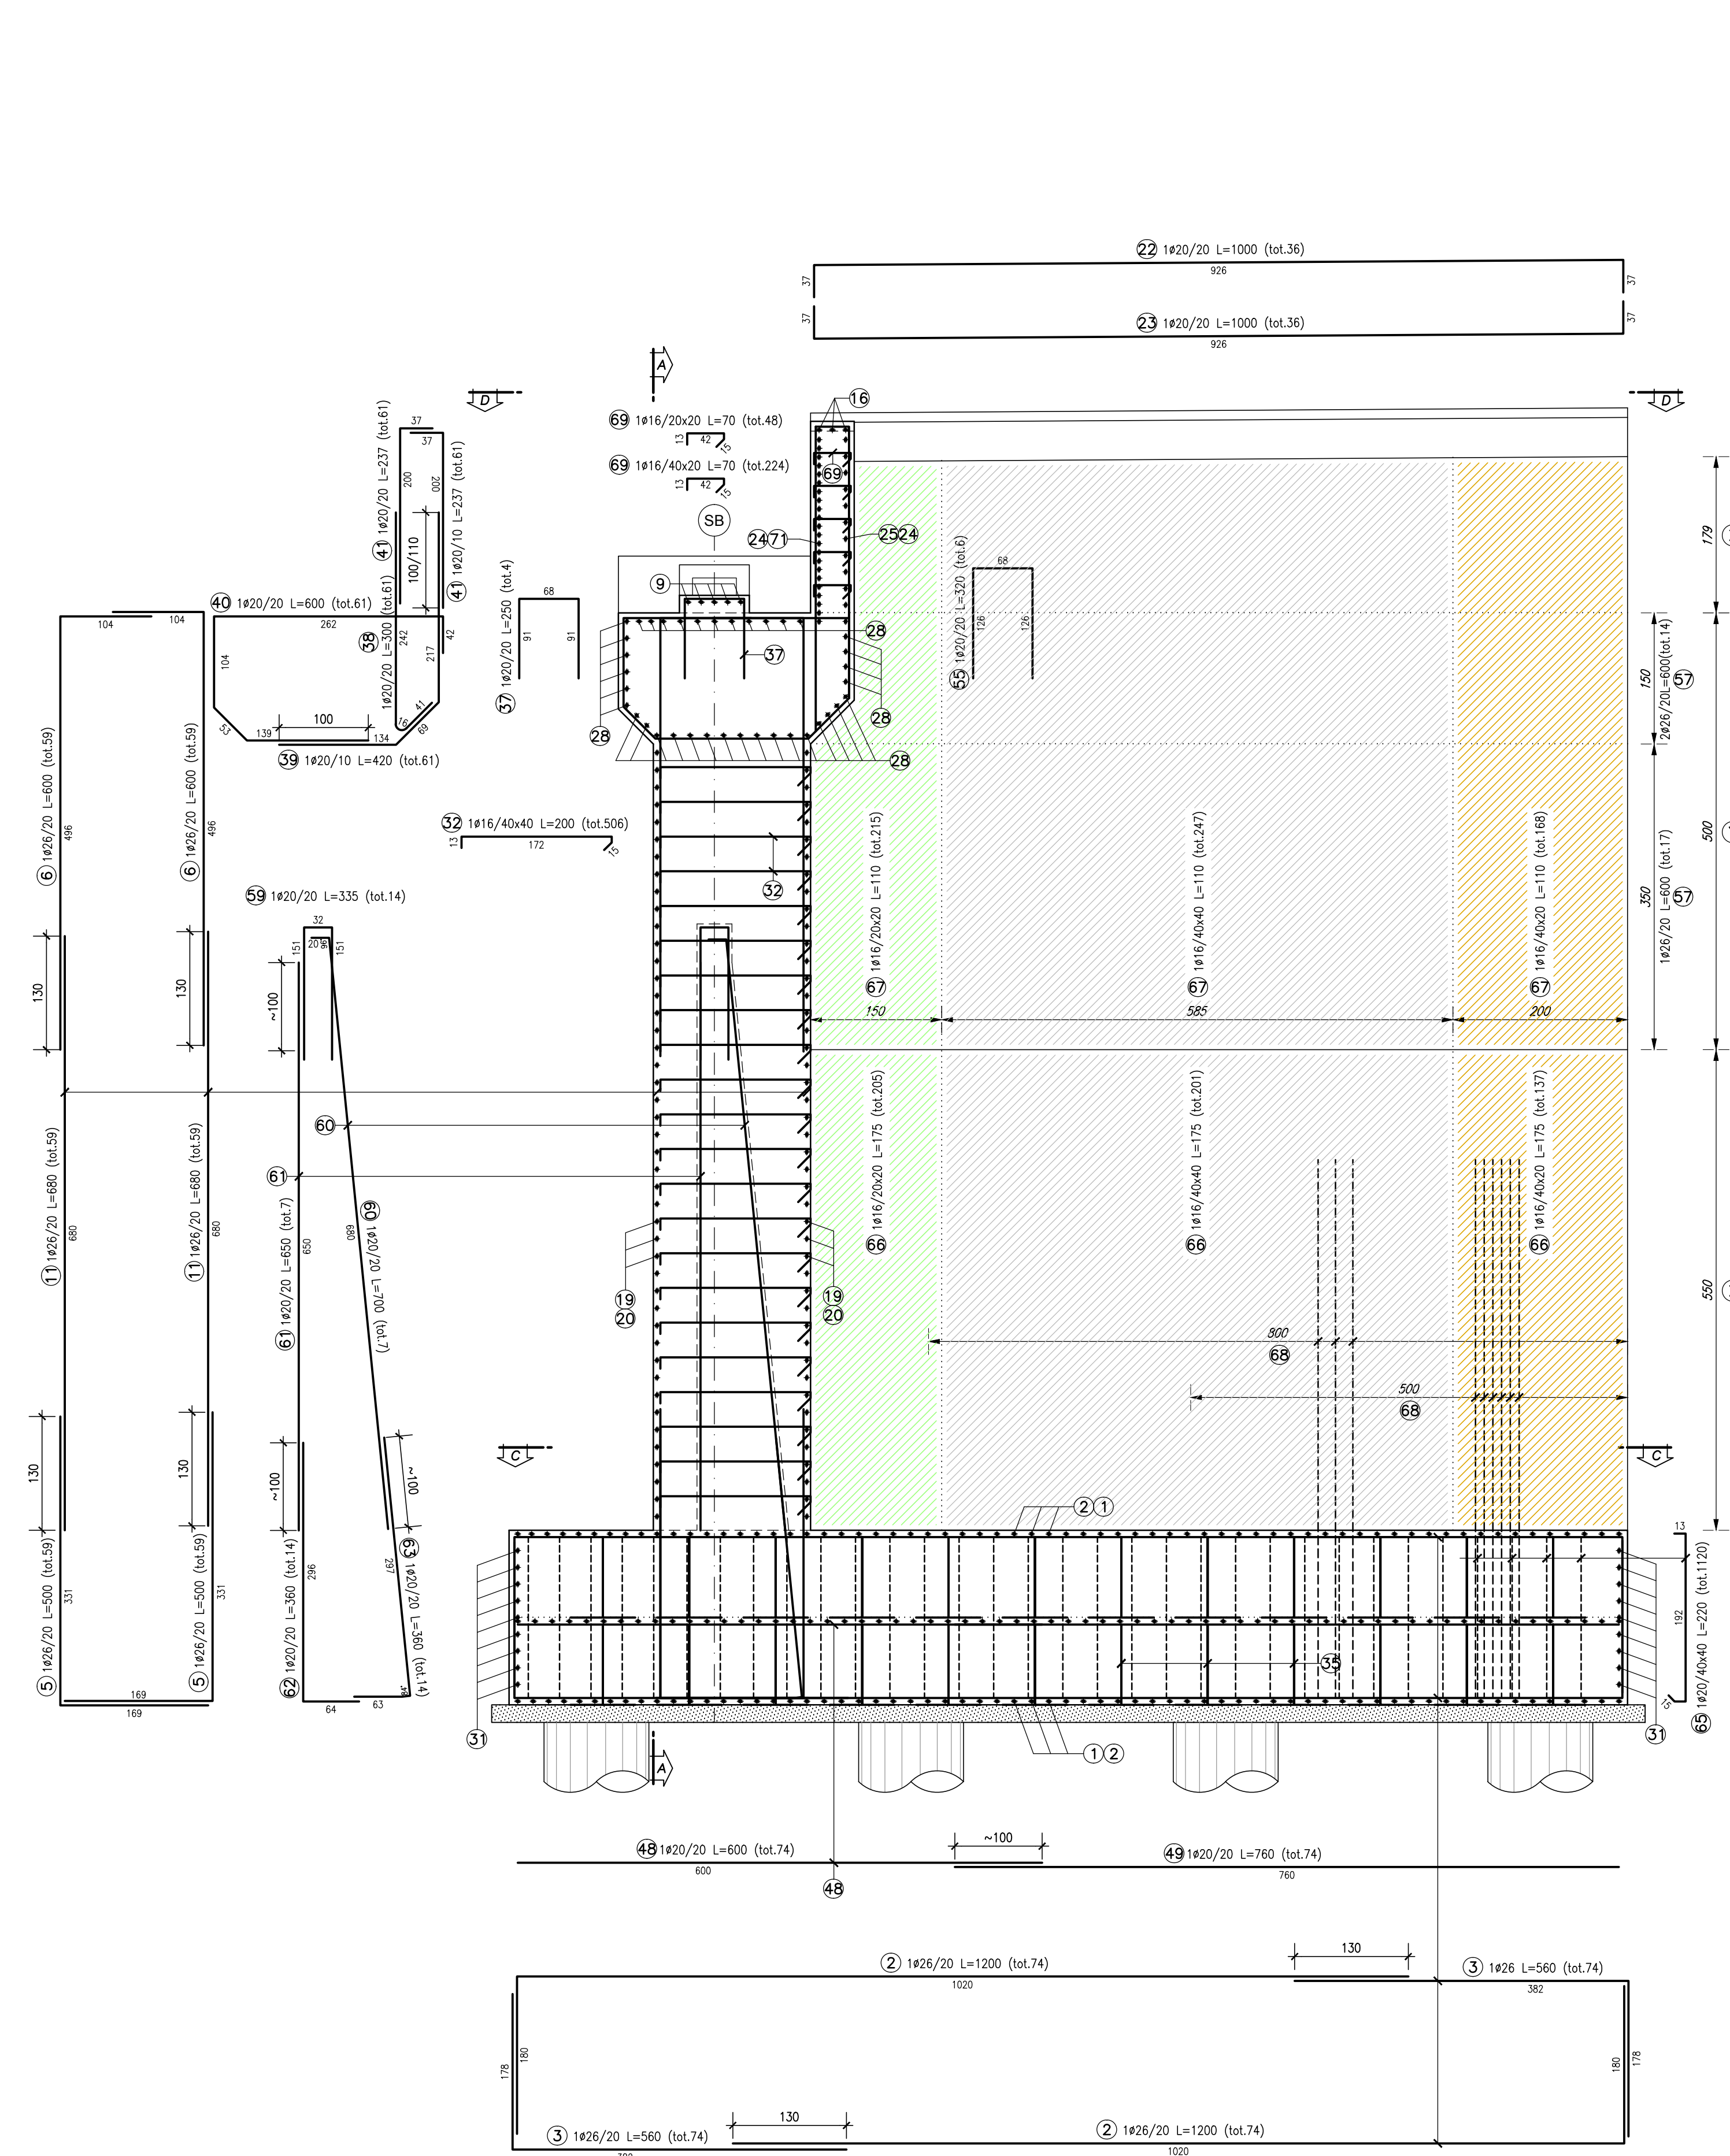 22 1ø20/20 L=1000 (tot.36)
926
37
37
23 1ø20/20 L=1000 (tot.36)
926
37
37
A
D
D
16
69 1ø16/20x20 L=70 (tot.48)
13
42
15
69 1ø16/40x20 L=70 (tot.224)
13
42
15
69
SB
24 71
25 24
9
28
37
28
28
28
37 1ø20/20 L=250 (tot.4)
68
91
91
55 1ø20/20 L=320 (tot.6)
68
126
126
41 1ø20/20 L=237 (tot.61)
37
37
200
200
100/110
41 1ø20/10 L=237 (tot.61)
38 1ø20/20 L=300 (tot.61)
242
217
42
16
41
69
40 1ø20/20 L=600 (tot.61)
262
104
104
104
53
139
100
134
39 1ø20/10 L=420 (tot.61)
6 1ø26/20 L=600 (tot.59)
496
6 1ø26/20 L=600 (tot.59)
496
130
130
32 1ø16/40x40 L=200 (tot.506)
13
172
15
32
59 1ø20/20 L=335 (tot.14)
32
20
151
151
~100
60
61
11 1ø26/20 L=680 (tot.59)
680
11 1ø26/20 L=680 (tot.59)
680
61 1ø20/20 L=650 (tot.7)
650
60 1ø20/20 L=700 (tot.7)
680
130
130
~100
~100
5 1ø26/20 L=500 (tot.59)
331
5 1ø26/20 L=500 (tot.59)
331
169
169
62 1ø20/20 L=360 (tot.14)
296
64
63 1ø20/20 L=360 (tot.14)
297
63
67 1ø16/20x20 L=110 (tot.215)
67 1ø16/40x40 L=110 (tot.247)
67 1ø16/40x20 L=110 (tot.168)
150
585
200
66 1ø16/20x20 L=175 (tot.205)
66 1ø16/40x40 L=175 (tot.201)
66 1ø16/40x20 L=175 (tot.137)
179
150
2ø26/20L=600(tot.14)
57
500
350
1ø26/20 L=600 (tot.17)
57
550
19
20
19
20
800
68
500
68
C
C
2 1
31
35
31
13
192
15
65 1ø20/40x40 L=220 (tot.1120)
1 2
A
48 1ø20/20 L=600 (tot.74)
600
~100
49 1ø20/20 L=760 (tot.74)
760
48
2 1ø26/20 L=1200 (tot.74)
1020
130
3 1ø26 L=560 (tot.74)
382
178
180
180
178
3 1ø26/20 L=560 (tot.74)
130
2 1ø26/20 L=1200 (tot.74)
1020